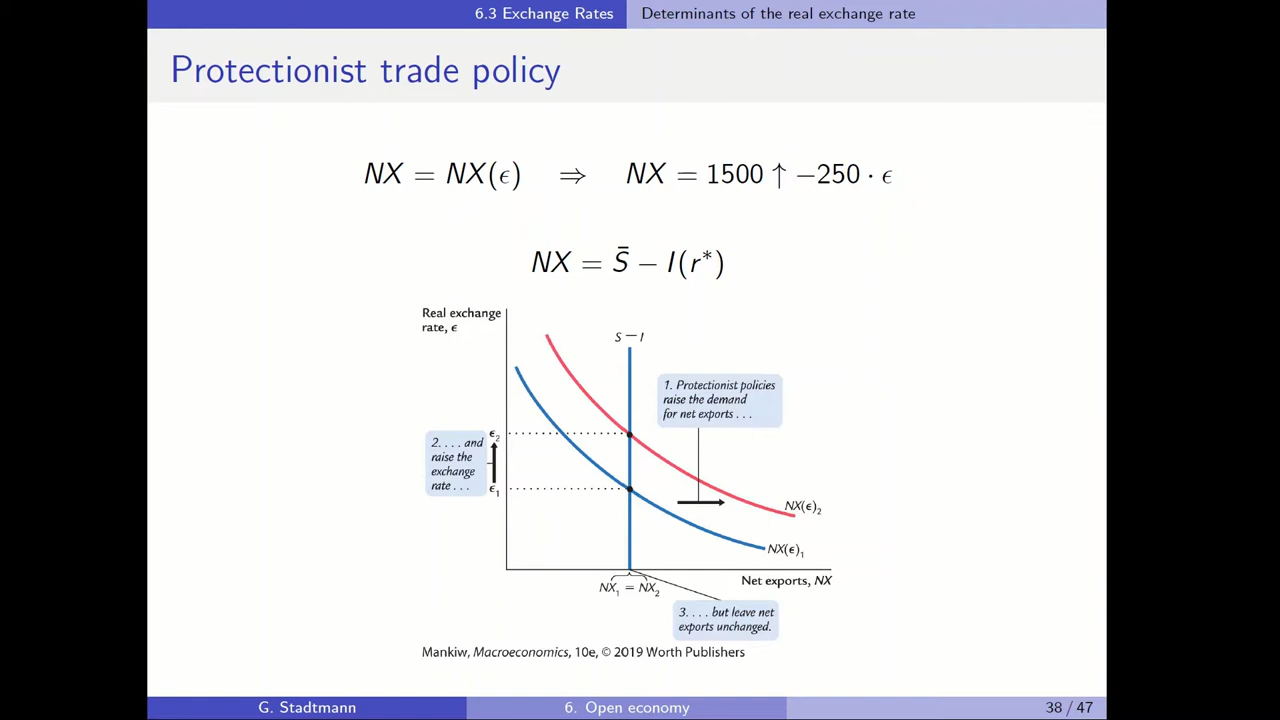 6.3 Exchange Rates Determinants of the real exchange rate
Protectionist trade policy
NX = NX(ϵ) ⇒ NX = 1500 ↑ −250 · ϵ
NX = S̄ − I(r*)
Real exchange
rate, ϵ
S − I
1. Protectionist policies
raise the demand
for net exports . . .
2. . . . and
raise the
exchange
rate . . .
ϵ₂
ϵ₁
NX(ϵ)₂
NX(ϵ)₁
Net exports, NX
NX₁ = NX₂
3. . . . but leave net
exports unchanged.
Mankiw, Macroeconomics, 10e, © 2019 Worth Publishers
G. Stadtmann 6. Open economy 38 / 47